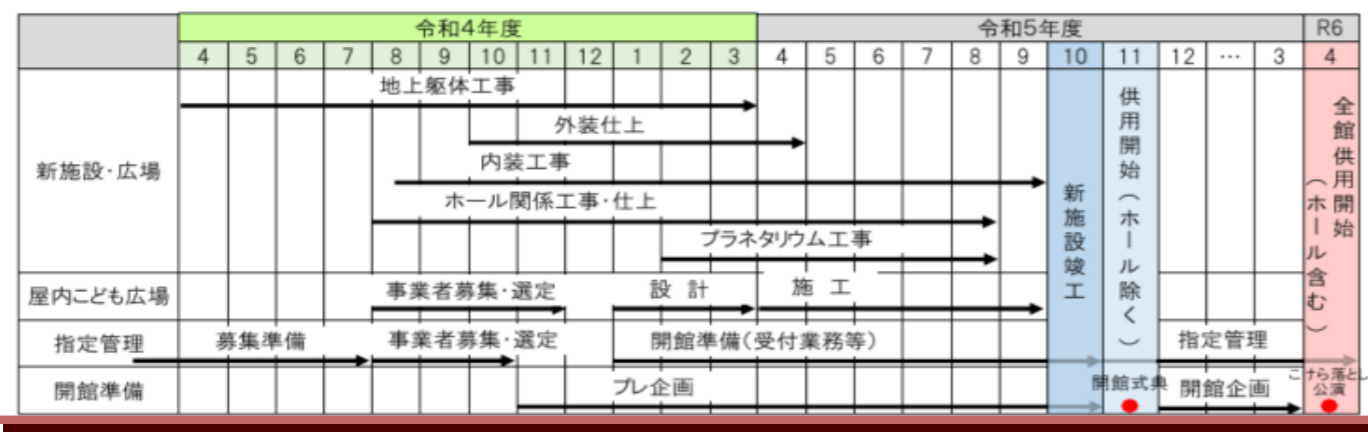 令和4年度 令和5年度 R6
4 5 6 7 8 9 10 11 12 1 2 3 4 5 6 7 8 9 10 11 12 … 3 4
新施設・広場
地上躯体工事
外装仕上
内装工事
ホール関係工事・仕上
プラネタリウム工事
新施設竣工
供用開始（ホール除く）
全館供用開始
（ホール含む）
屋内こども広場 事業者募集・選定 設 計 施 工
指定管理 募集準備 事業者募集・選定 開館準備（受付業務等） 指定管理
開館準備 プレ企画 開館式典 開館企画 こけら落とし
公演